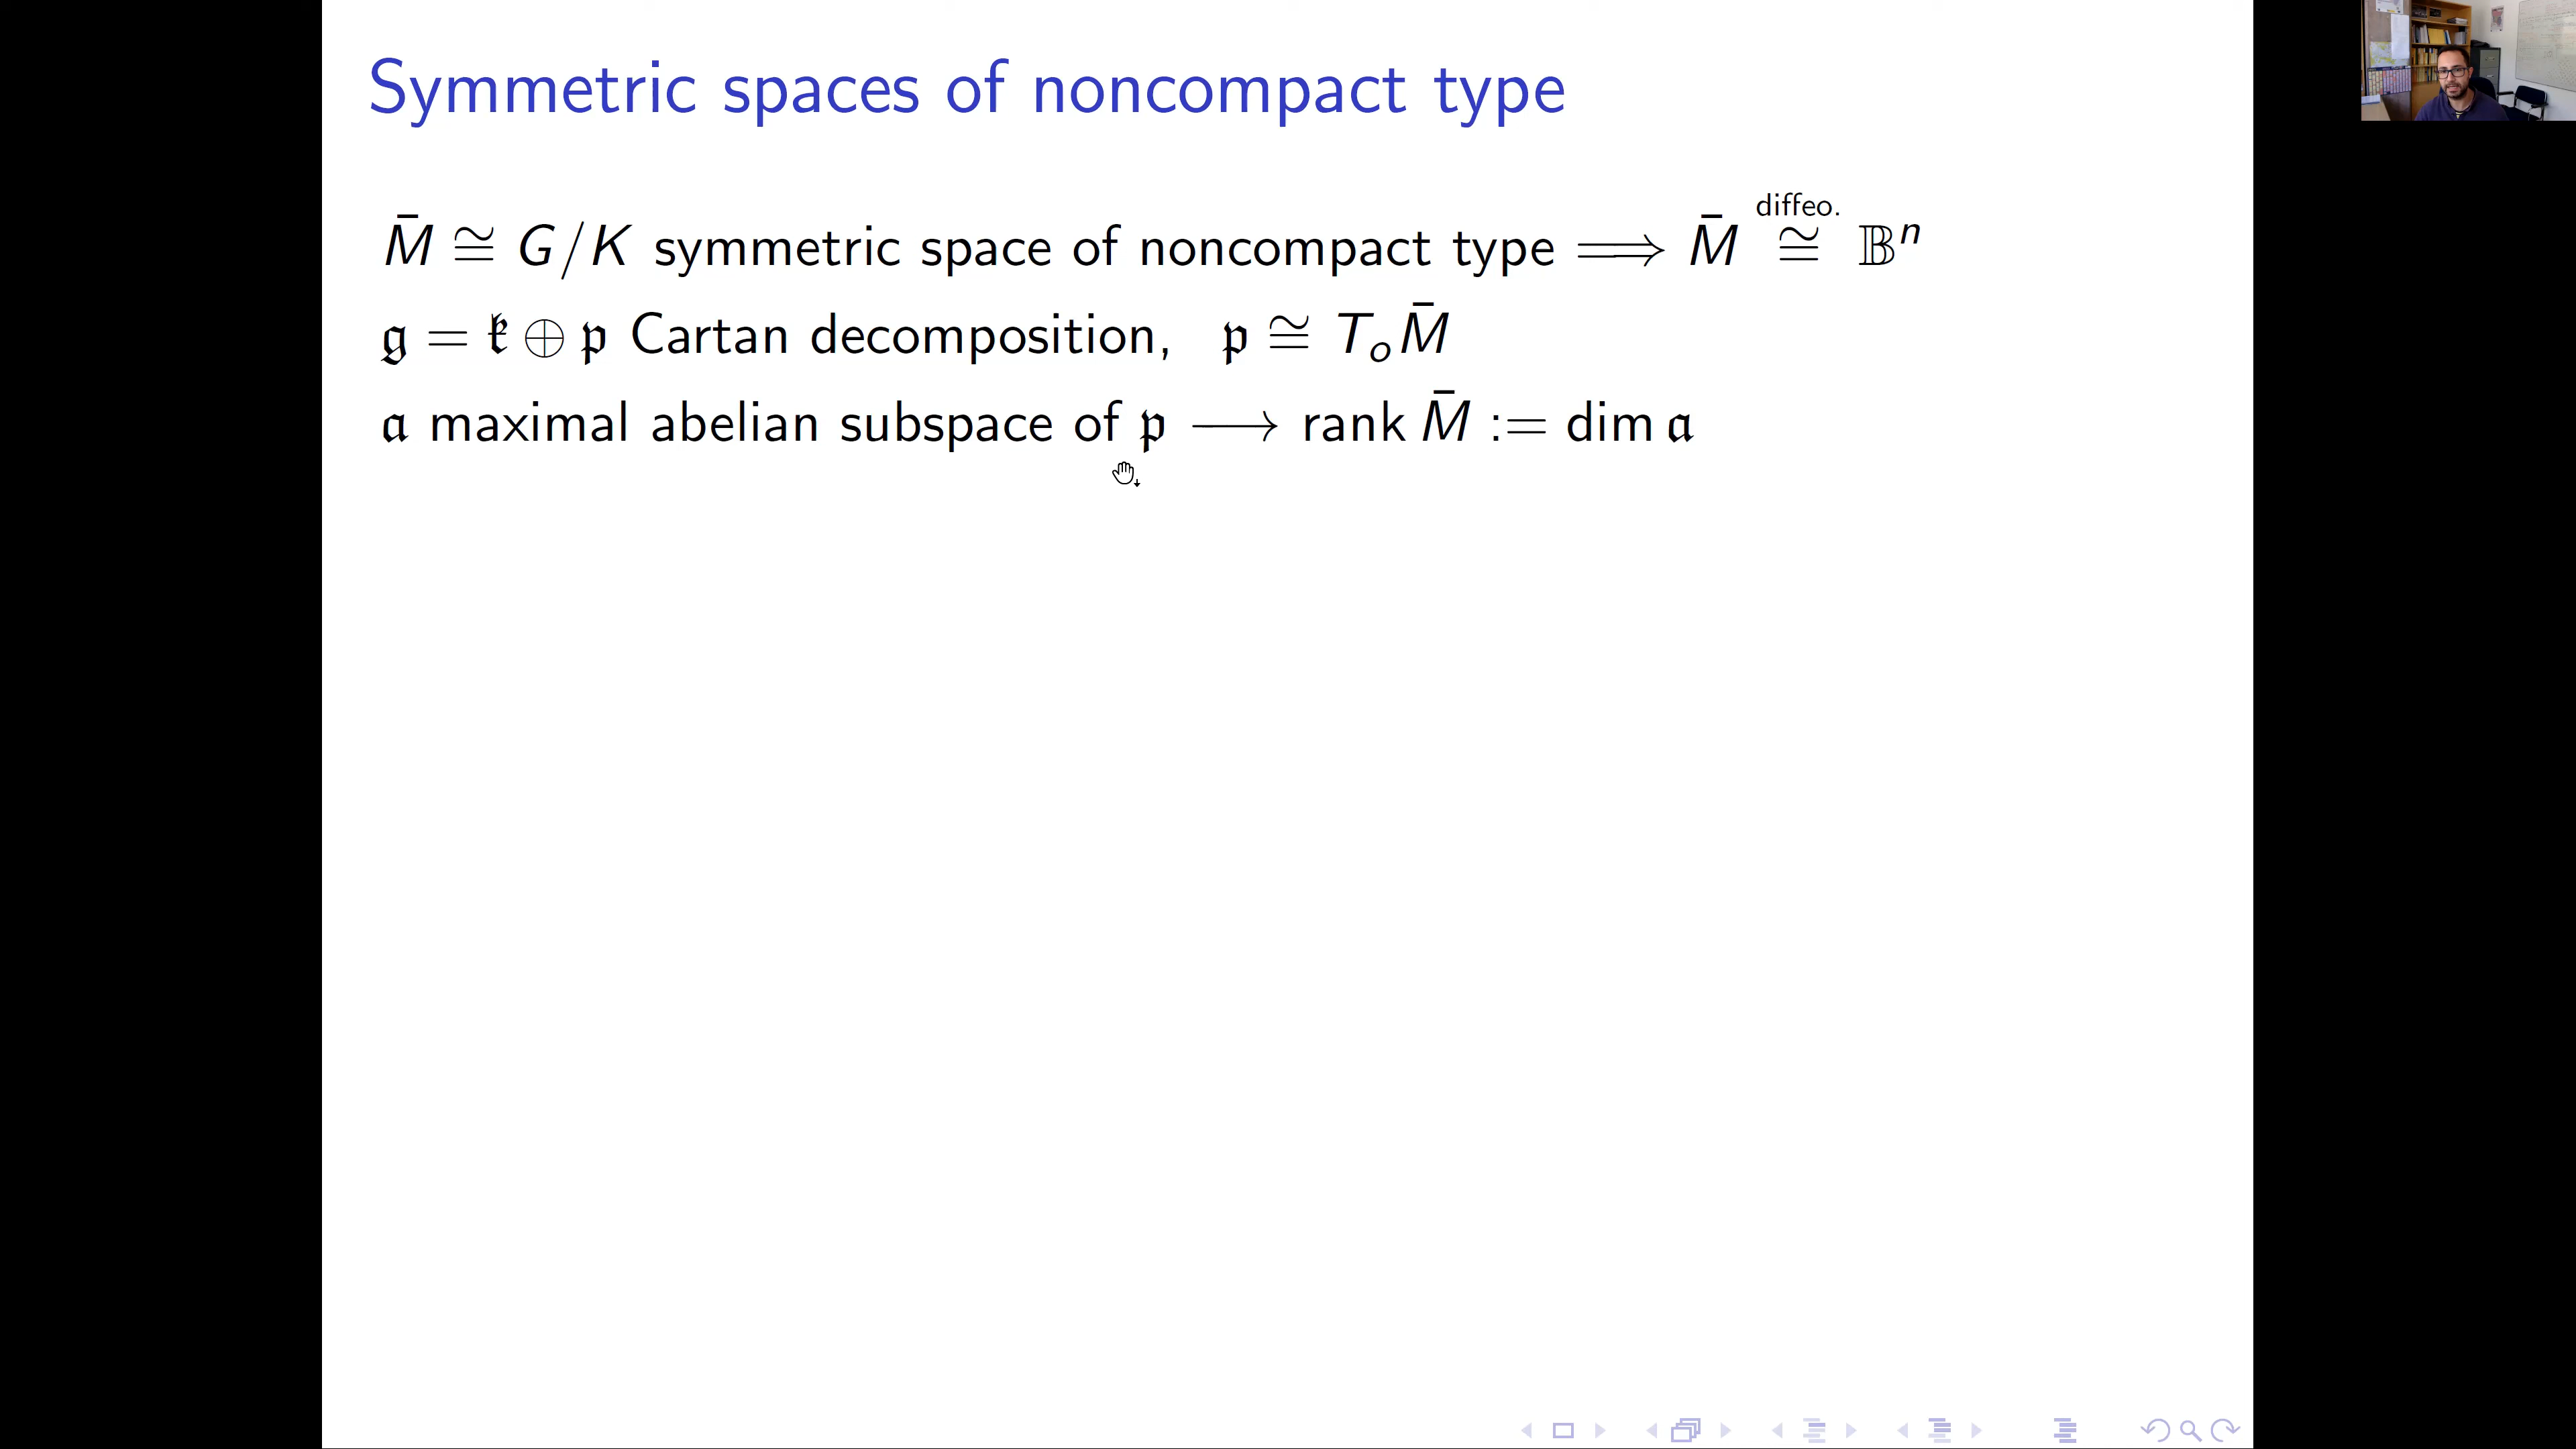 Symmetric spaces of noncompact type
diffeo.
M̄ ≅ G/K symmetric space of noncompact type ⟹ M̄ ≅ 𝔹ⁿ
𝔤 = 𝔨 ⊕ 𝔭 Cartan decomposition, 𝔭 ≅ TₒM̄
𝔞 maximal abelian subspace of 𝔭 ⟶ rank M̄ := dim 𝔞